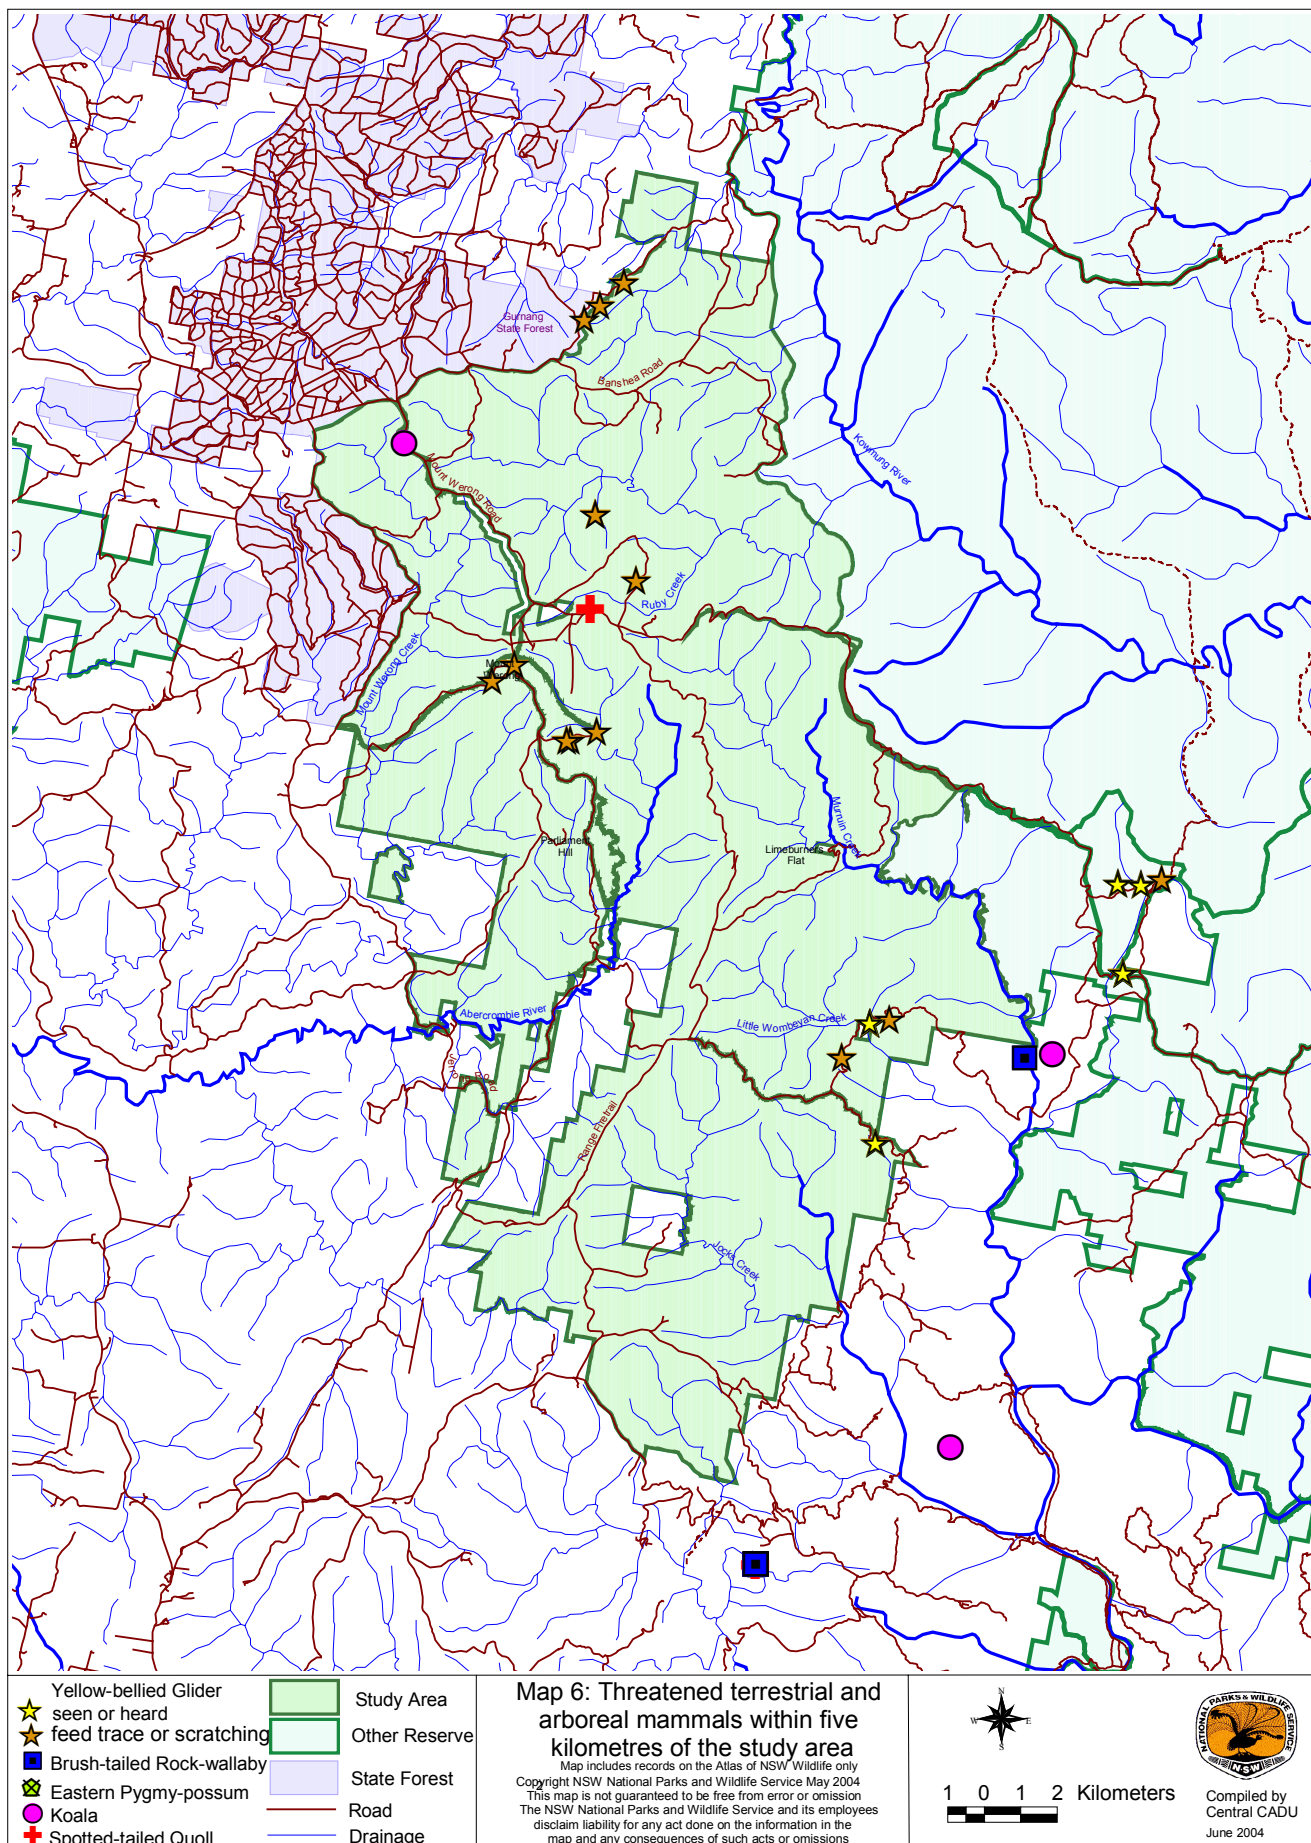 Gurnang
State Forest
Banshea Road
Kowmung River
Mount Werong Road
Ruby Creek
Mount Werong Creek
Mount
Werong
Murruin Creek
Parliament
Hill
Limeburners
Flat
Abercrombie River
Little Wombeyan Creek
Road
Range Firetrail
Jocks Creek
Yellow-bellied Glider
seen or heard
feed trace or scratching
Brush-tailed Rock-wallaby
Eastern Pygmy-possum
Koala
Spotted-tailed Quoll
Study Area
Other Reserve
State Forest
Road
Drainage
Map 6: Threatened terrestrial and
arboreal mammals within five
kilometres of the study area
Map includes records on the Atlas of NSW Wildlife only
Copyright NSW National Parks and Wildlife Service May 2004
2
This map is not guaranteed to be free from error or omission
The NSW National Parks and Wildlife Service and its employees
disclaim liability for any act done on the information in the
map and any consequences of such acts or omissions
N
W E
S
1 0 1 2 Kilometers
NATIONAL PARKS & WILDLIFE SERVICE
N·S·W
Compiled by
Central CADU
June 2004